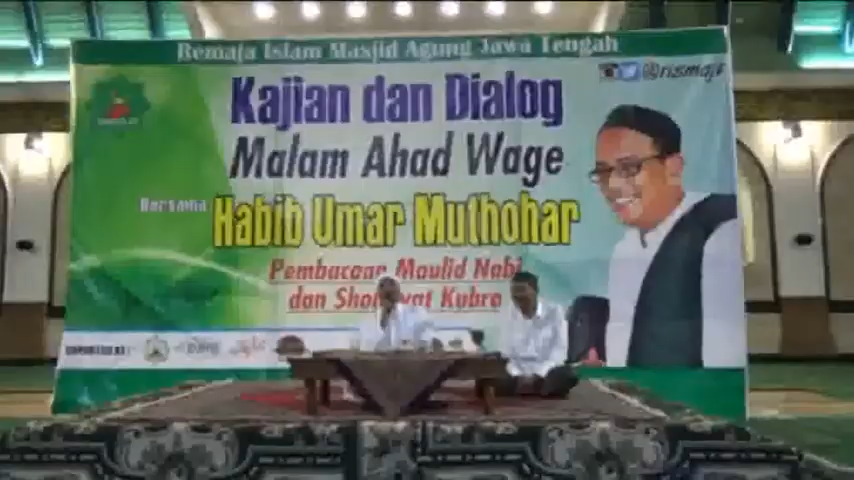 Remaja Islam Masjid Agung Jawa Tengah
@rismajt
Kajian dan Dialog
Malam Ahad Wage
Bersama Habib Umar Muthohar
Pembacaan Maulid Nabi
dan Sholawat Kubro